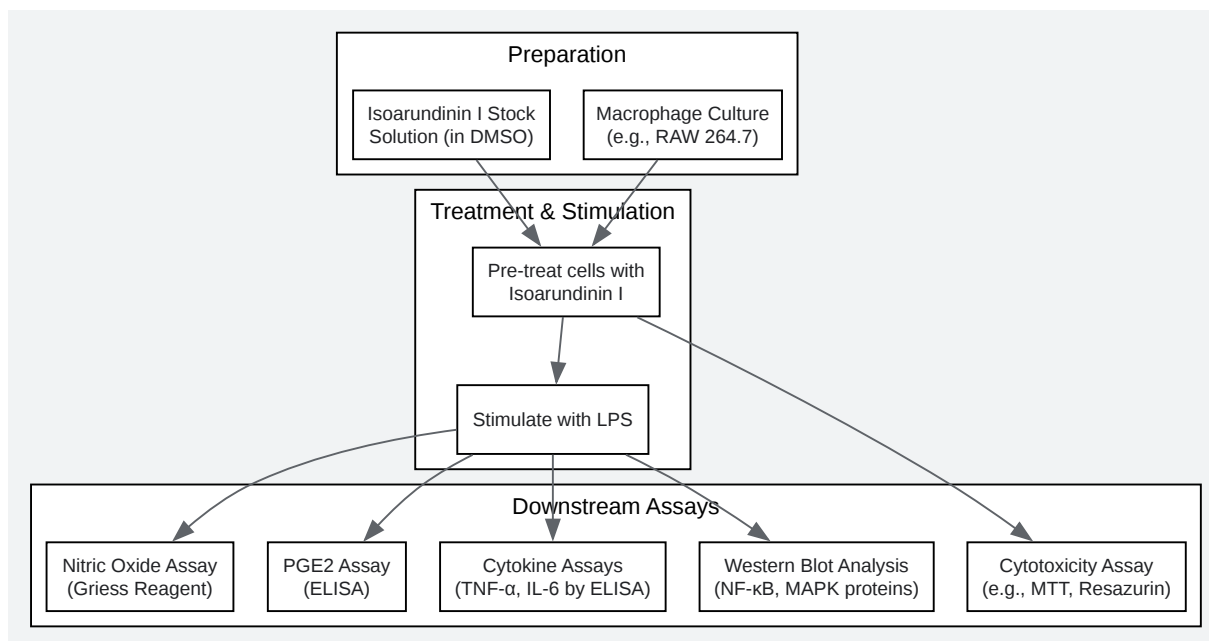 Preparation
Isoarundinin I Stock
Solution (in DMSO)
Macrophage Culture
(e.g., RAW 264.7)
Treatment & Stimulation
Pre-treat cells with
Isoarundinin I
Stimulate with LPS
Downstream Assays
Nitric Oxide Assay
(Griess Reagent)
PGE2 Assay
(ELISA)
Cytokine Assays
(TNF-α, IL-6 by ELISA)
Western Blot Analysis
(NF-κB, MAPK proteins)
Cytotoxicity Assay
(e.g., MTT, Resazurin)